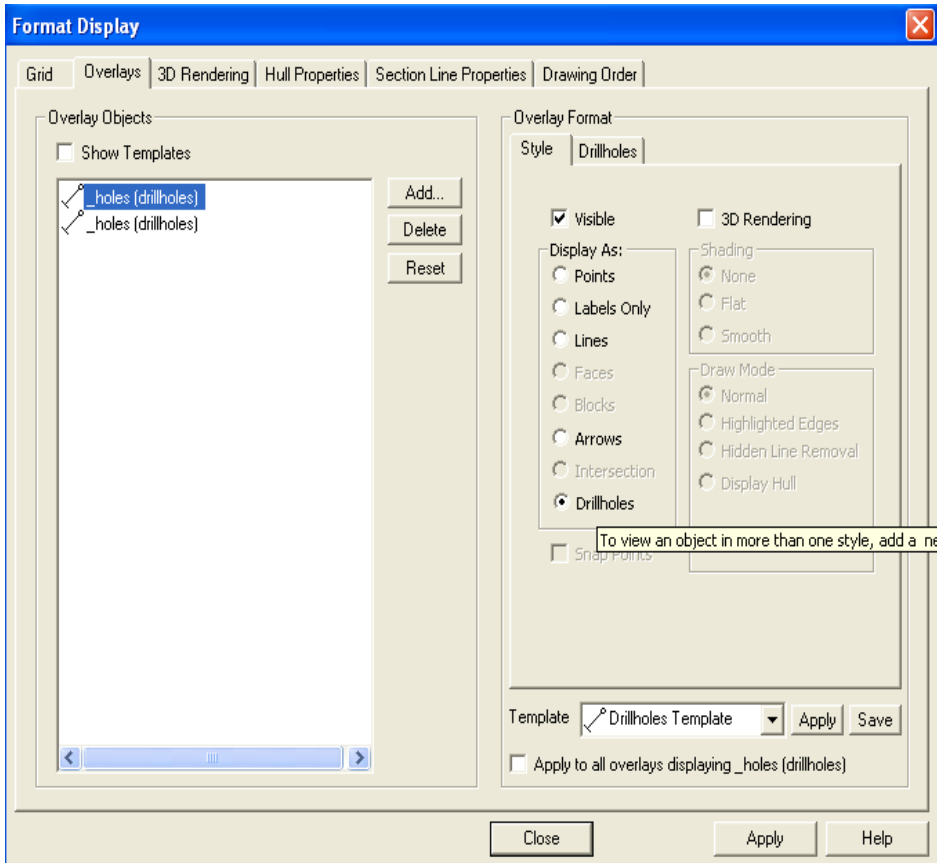 Format Display
Grid Overlays 3D Rendering Hull Properties Section Line Properties Drawing Order
Overlay Objects
Show Templates
_holes (drillholes)
_holes (drillholes)
Add...
Delete
Reset
Overlay Format
Style Drillholes
Visible
3D Rendering
Display As:
Points
Labels Only
Lines
Faces
Blocks
Arrows
Intersection
Drillholes
Shading
None
Flat
Smooth
Draw Mode
Normal
Highlighted Edges
Hidden Line Removal
Display Hull
To view an object in more than one style, add a ne
Snap Points
Template Drillholes Template Apply Save
Apply to all overlays displaying _holes (drillholes)
Close Apply Help